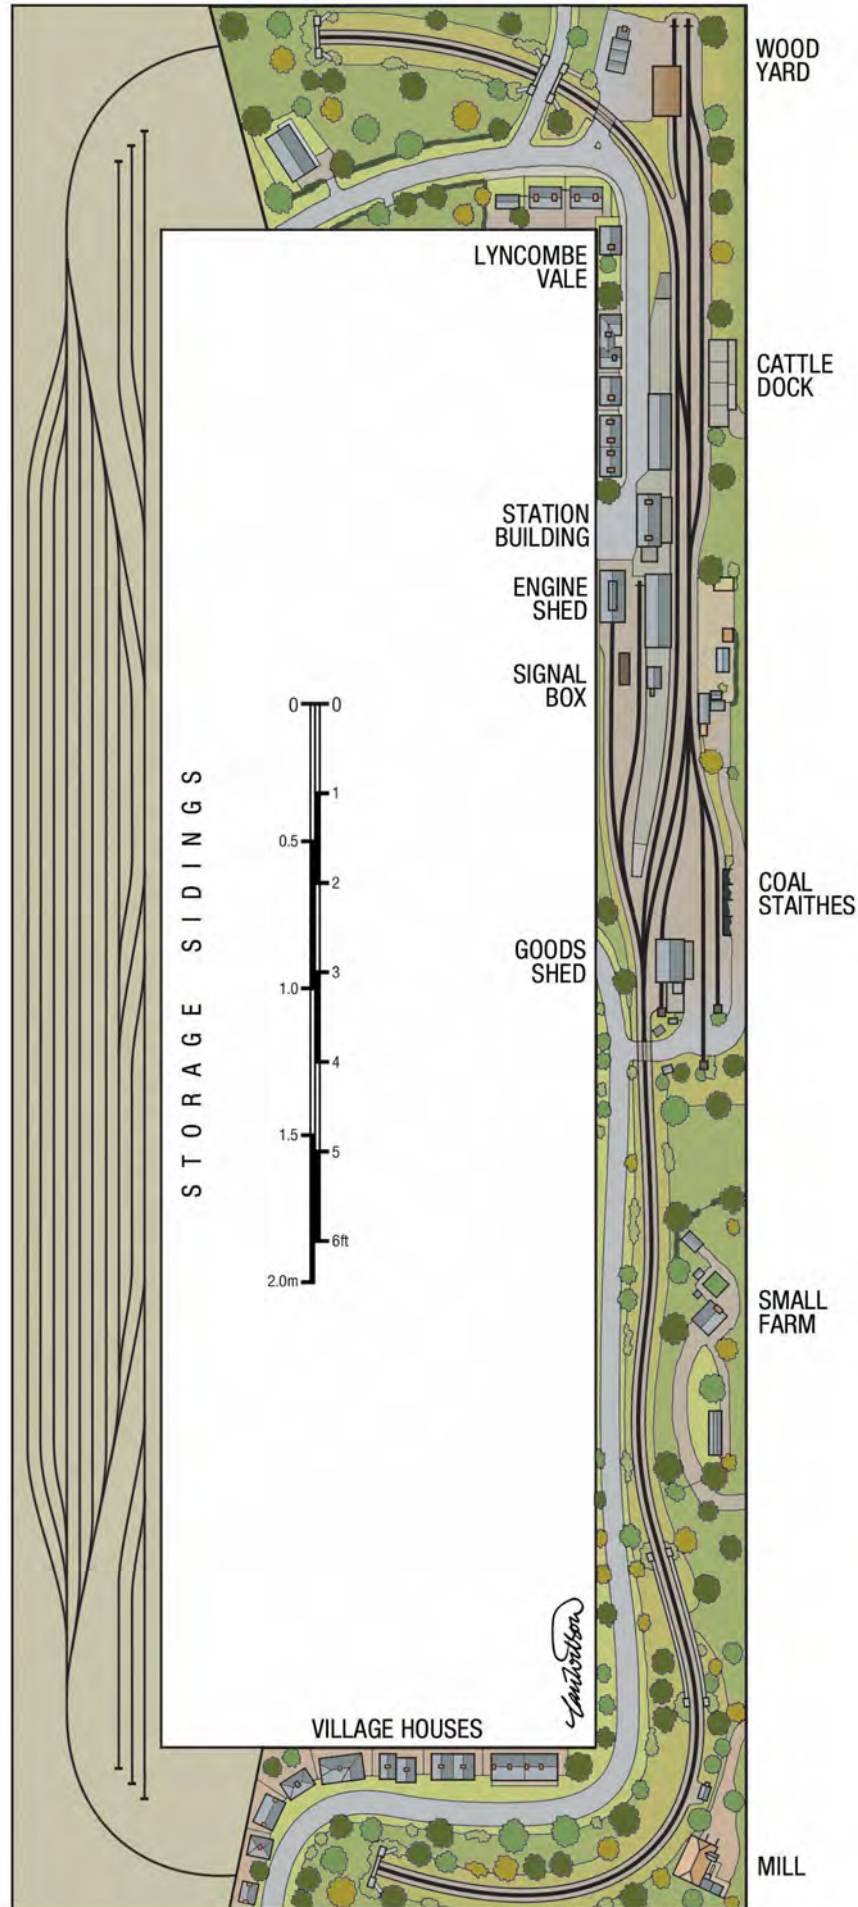 WOOD
YARD
LYNCOMBE
VALE
CATTLE
DOCK
STATION
BUILDING
ENGINE
SHED
SIGNAL
BOX
0 0
1
0.5
2
3
1.0
4
1.5
5
6ft
2.0m
STORAGE SIDINGS
COAL
STAITHES
GOODS
SHED
SMALL
FARM
Ian Wilson
VILLAGE HOUSES
MILL